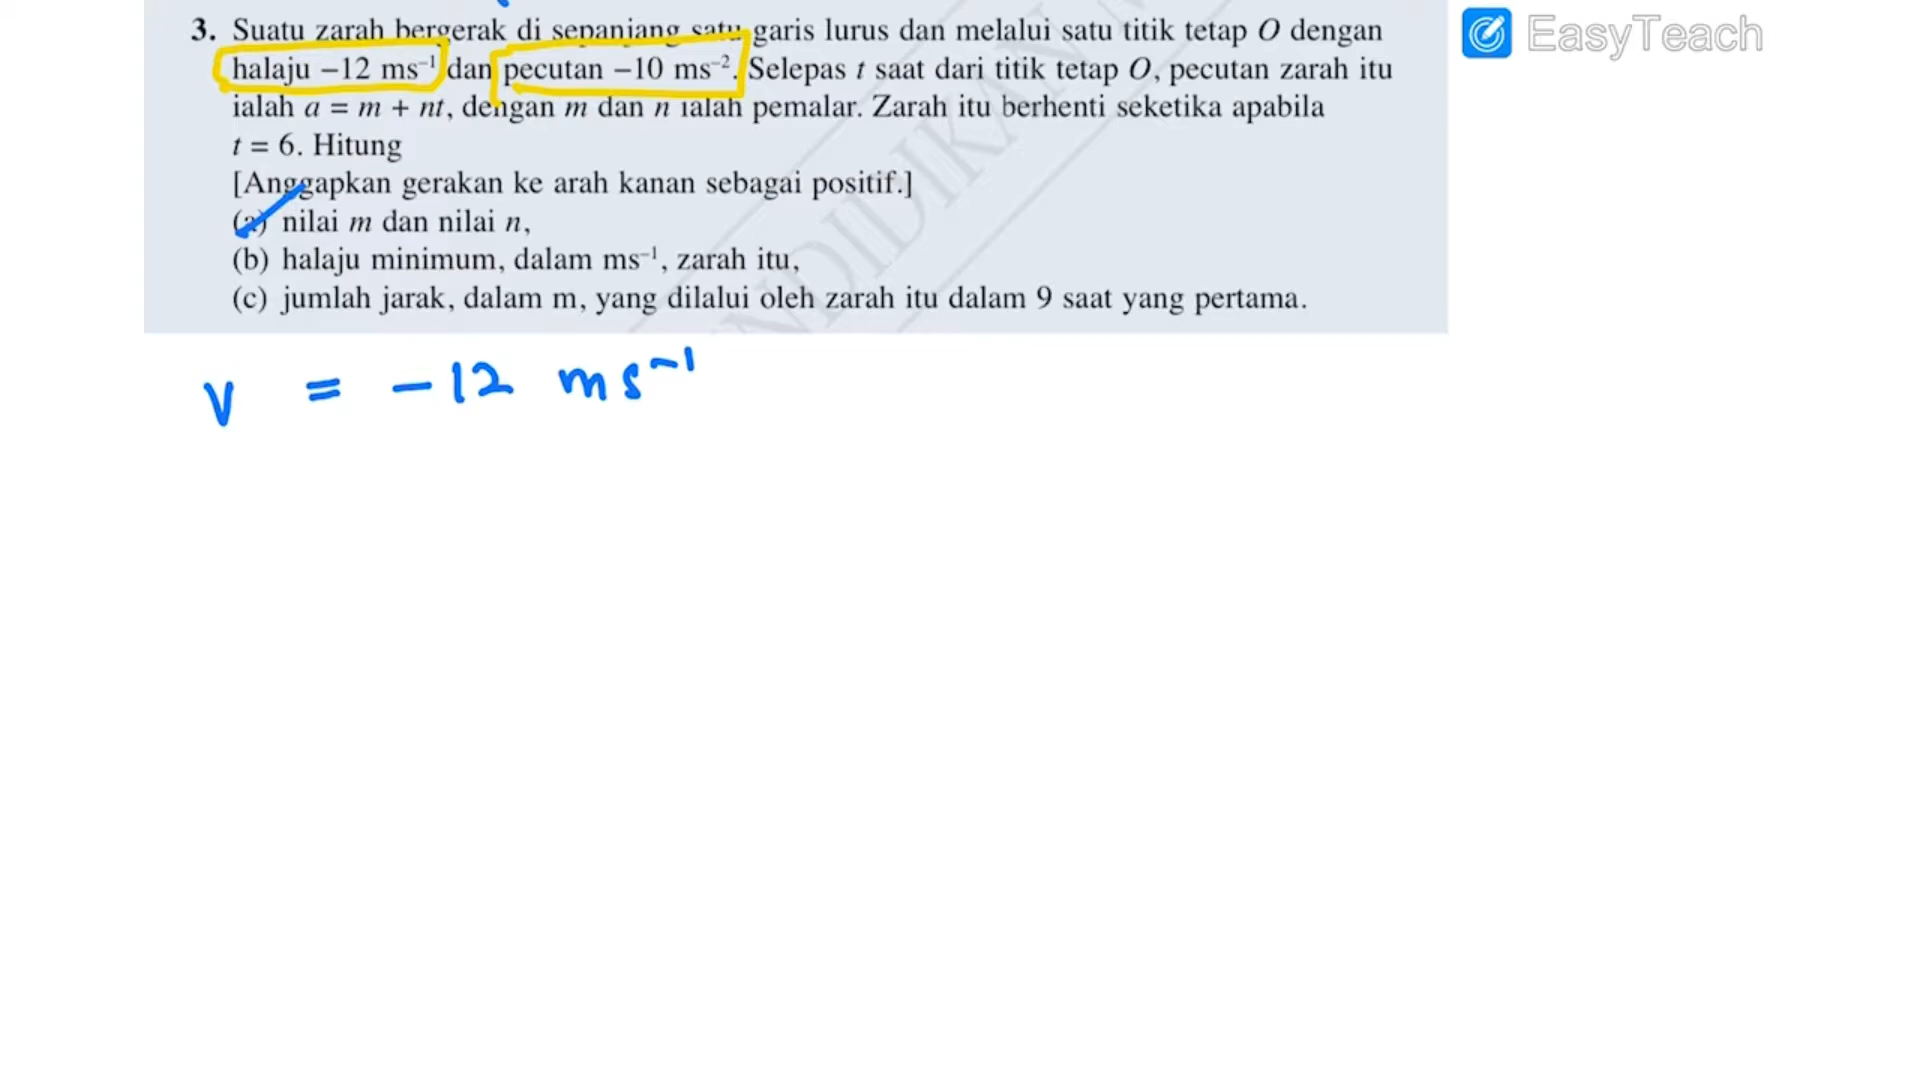 3. Suatu zarah bergerak di sepanjang satu garis lurus dan melalui satu titik tetap O dengan
halaju −12 ms⁻¹ dan pecutan −10 ms⁻². Selepas t saat dari titik tetap O, pecutan zarah itu
ialah a = m + nt, dengan m dan n ialah pemalar. Zarah itu berhenti seketika apabila
t = 6. Hitung
[Anggapkan gerakan ke arah kanan sebagai positif.]
(a) nilai m dan nilai n,
(b) halaju minimum, dalam ms⁻¹, zarah itu,
(c) jumlah jarak, dalam m, yang dilalui oleh zarah itu dalam 9 saat yang pertama.
EasyTeach
v = −12 ms⁻¹